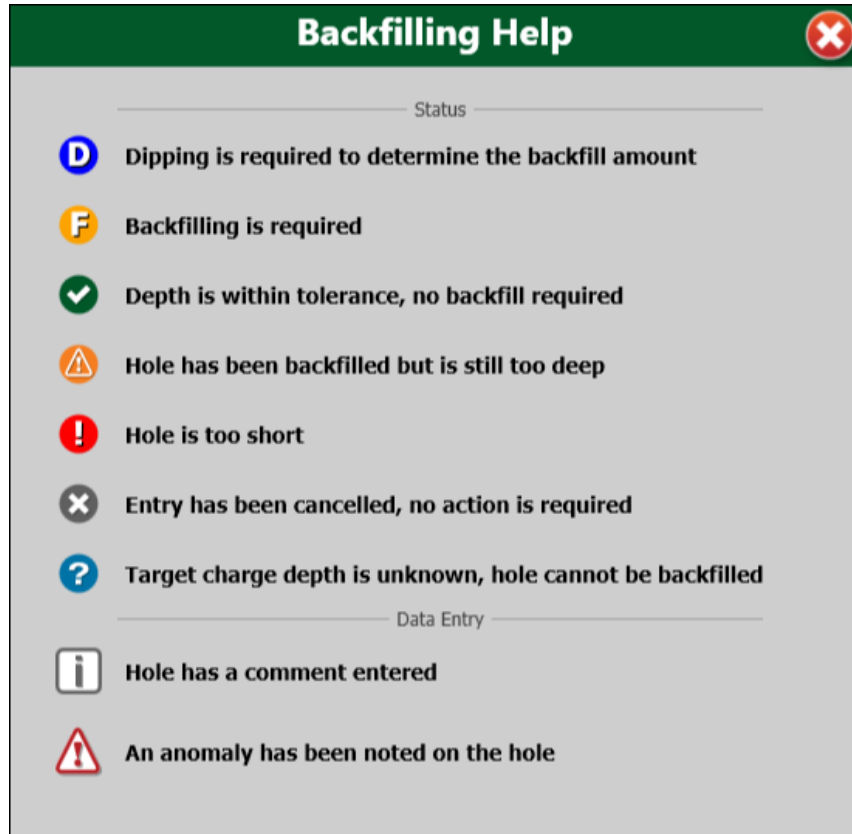 Backfilling Help
Status
D Dipping is required to determine the backfill amount
F Backfilling is required
Depth is within tolerance, no backfill required
Hole has been backfilled but is still too deep
! Hole is too short
Entry has been cancelled, no action is required
? Target charge depth is unknown, hole cannot be backfilled
Data Entry
i Hole has a comment entered
An anomaly has been noted on the hole